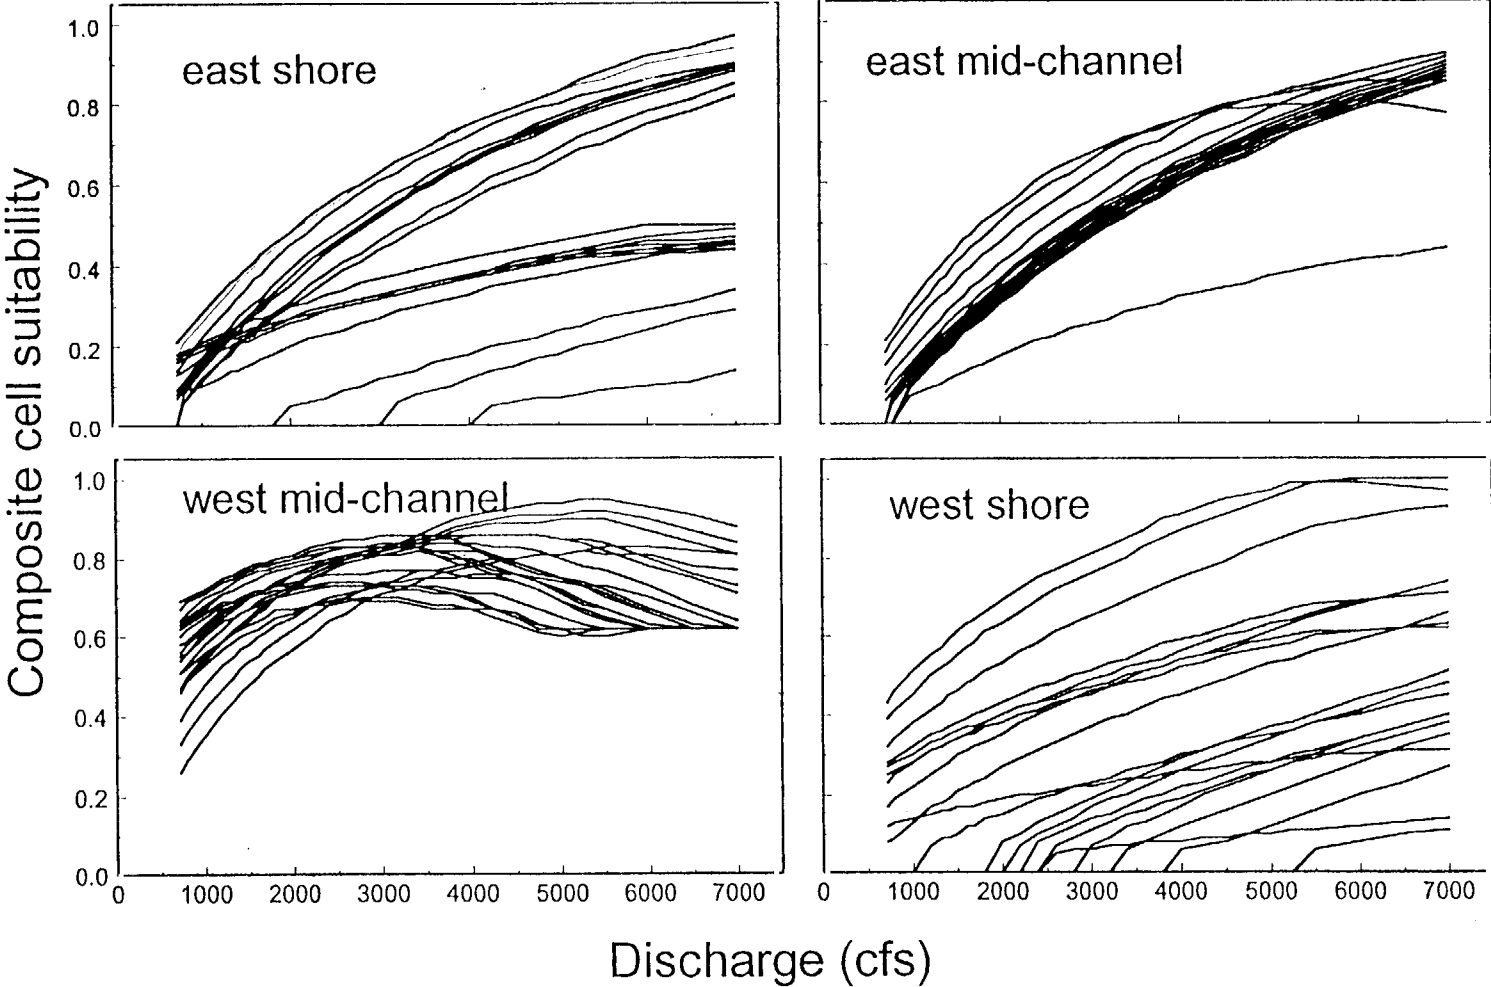 Composite cell suitability
east shore
1.0
0.8
0.6
0.4
0.2
0.0
east mid-channel
west mid-channel
1.0
0.8
0.6
0.4
0.2
0.0
0 1000 2000 3000 4000 5000 6000 7000
west shore
0 1000 2000 3000 4000 5000 6000 7000
Discharge (cfs)